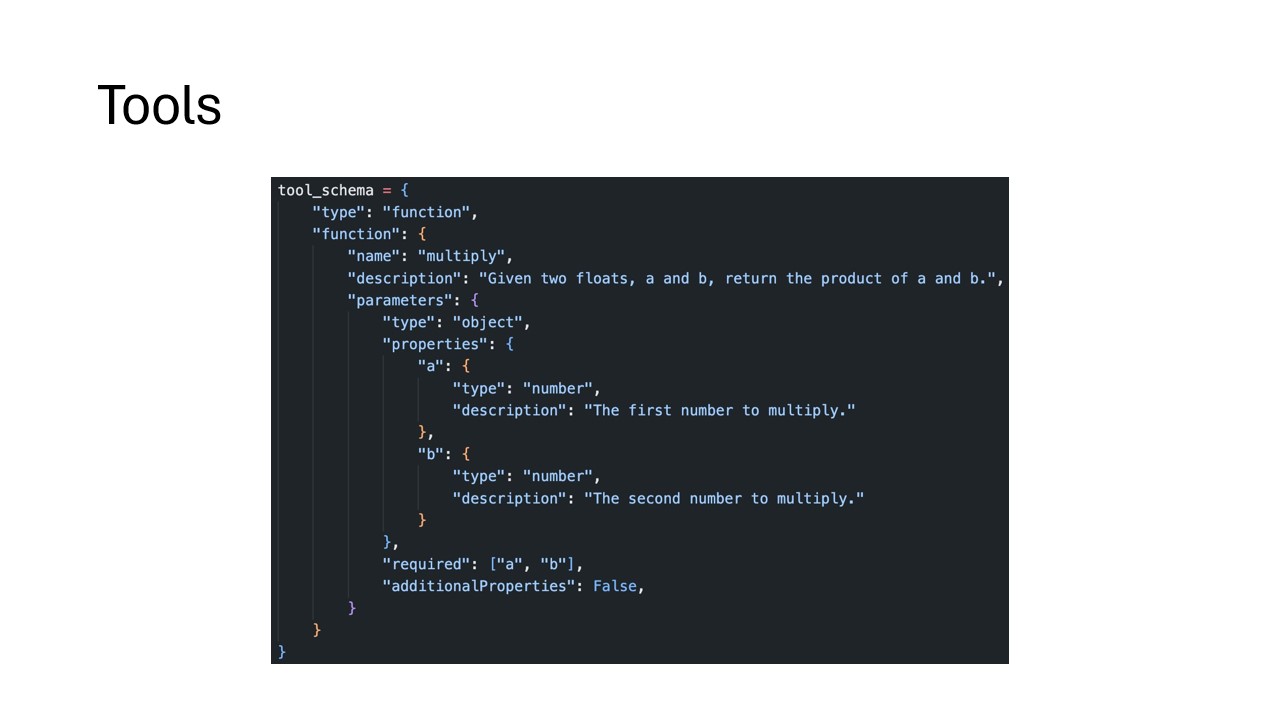 Tools
tool_schema = {
    "type": "function",
    "function": {
        "name": "multiply",
        "description": "Given two floats, a and b, return the product of a and b.",
        "parameters": {
            "type": "object",
            "properties": {
                "a": {
                    "type": "number",
                    "description": "The first number to multiply."
                },
                "b": {
                    "type": "number",
                    "description": "The second number to multiply."
                }
            },
            "required": ["a", "b"],
            "additionalProperties": False,
        }
    }
}